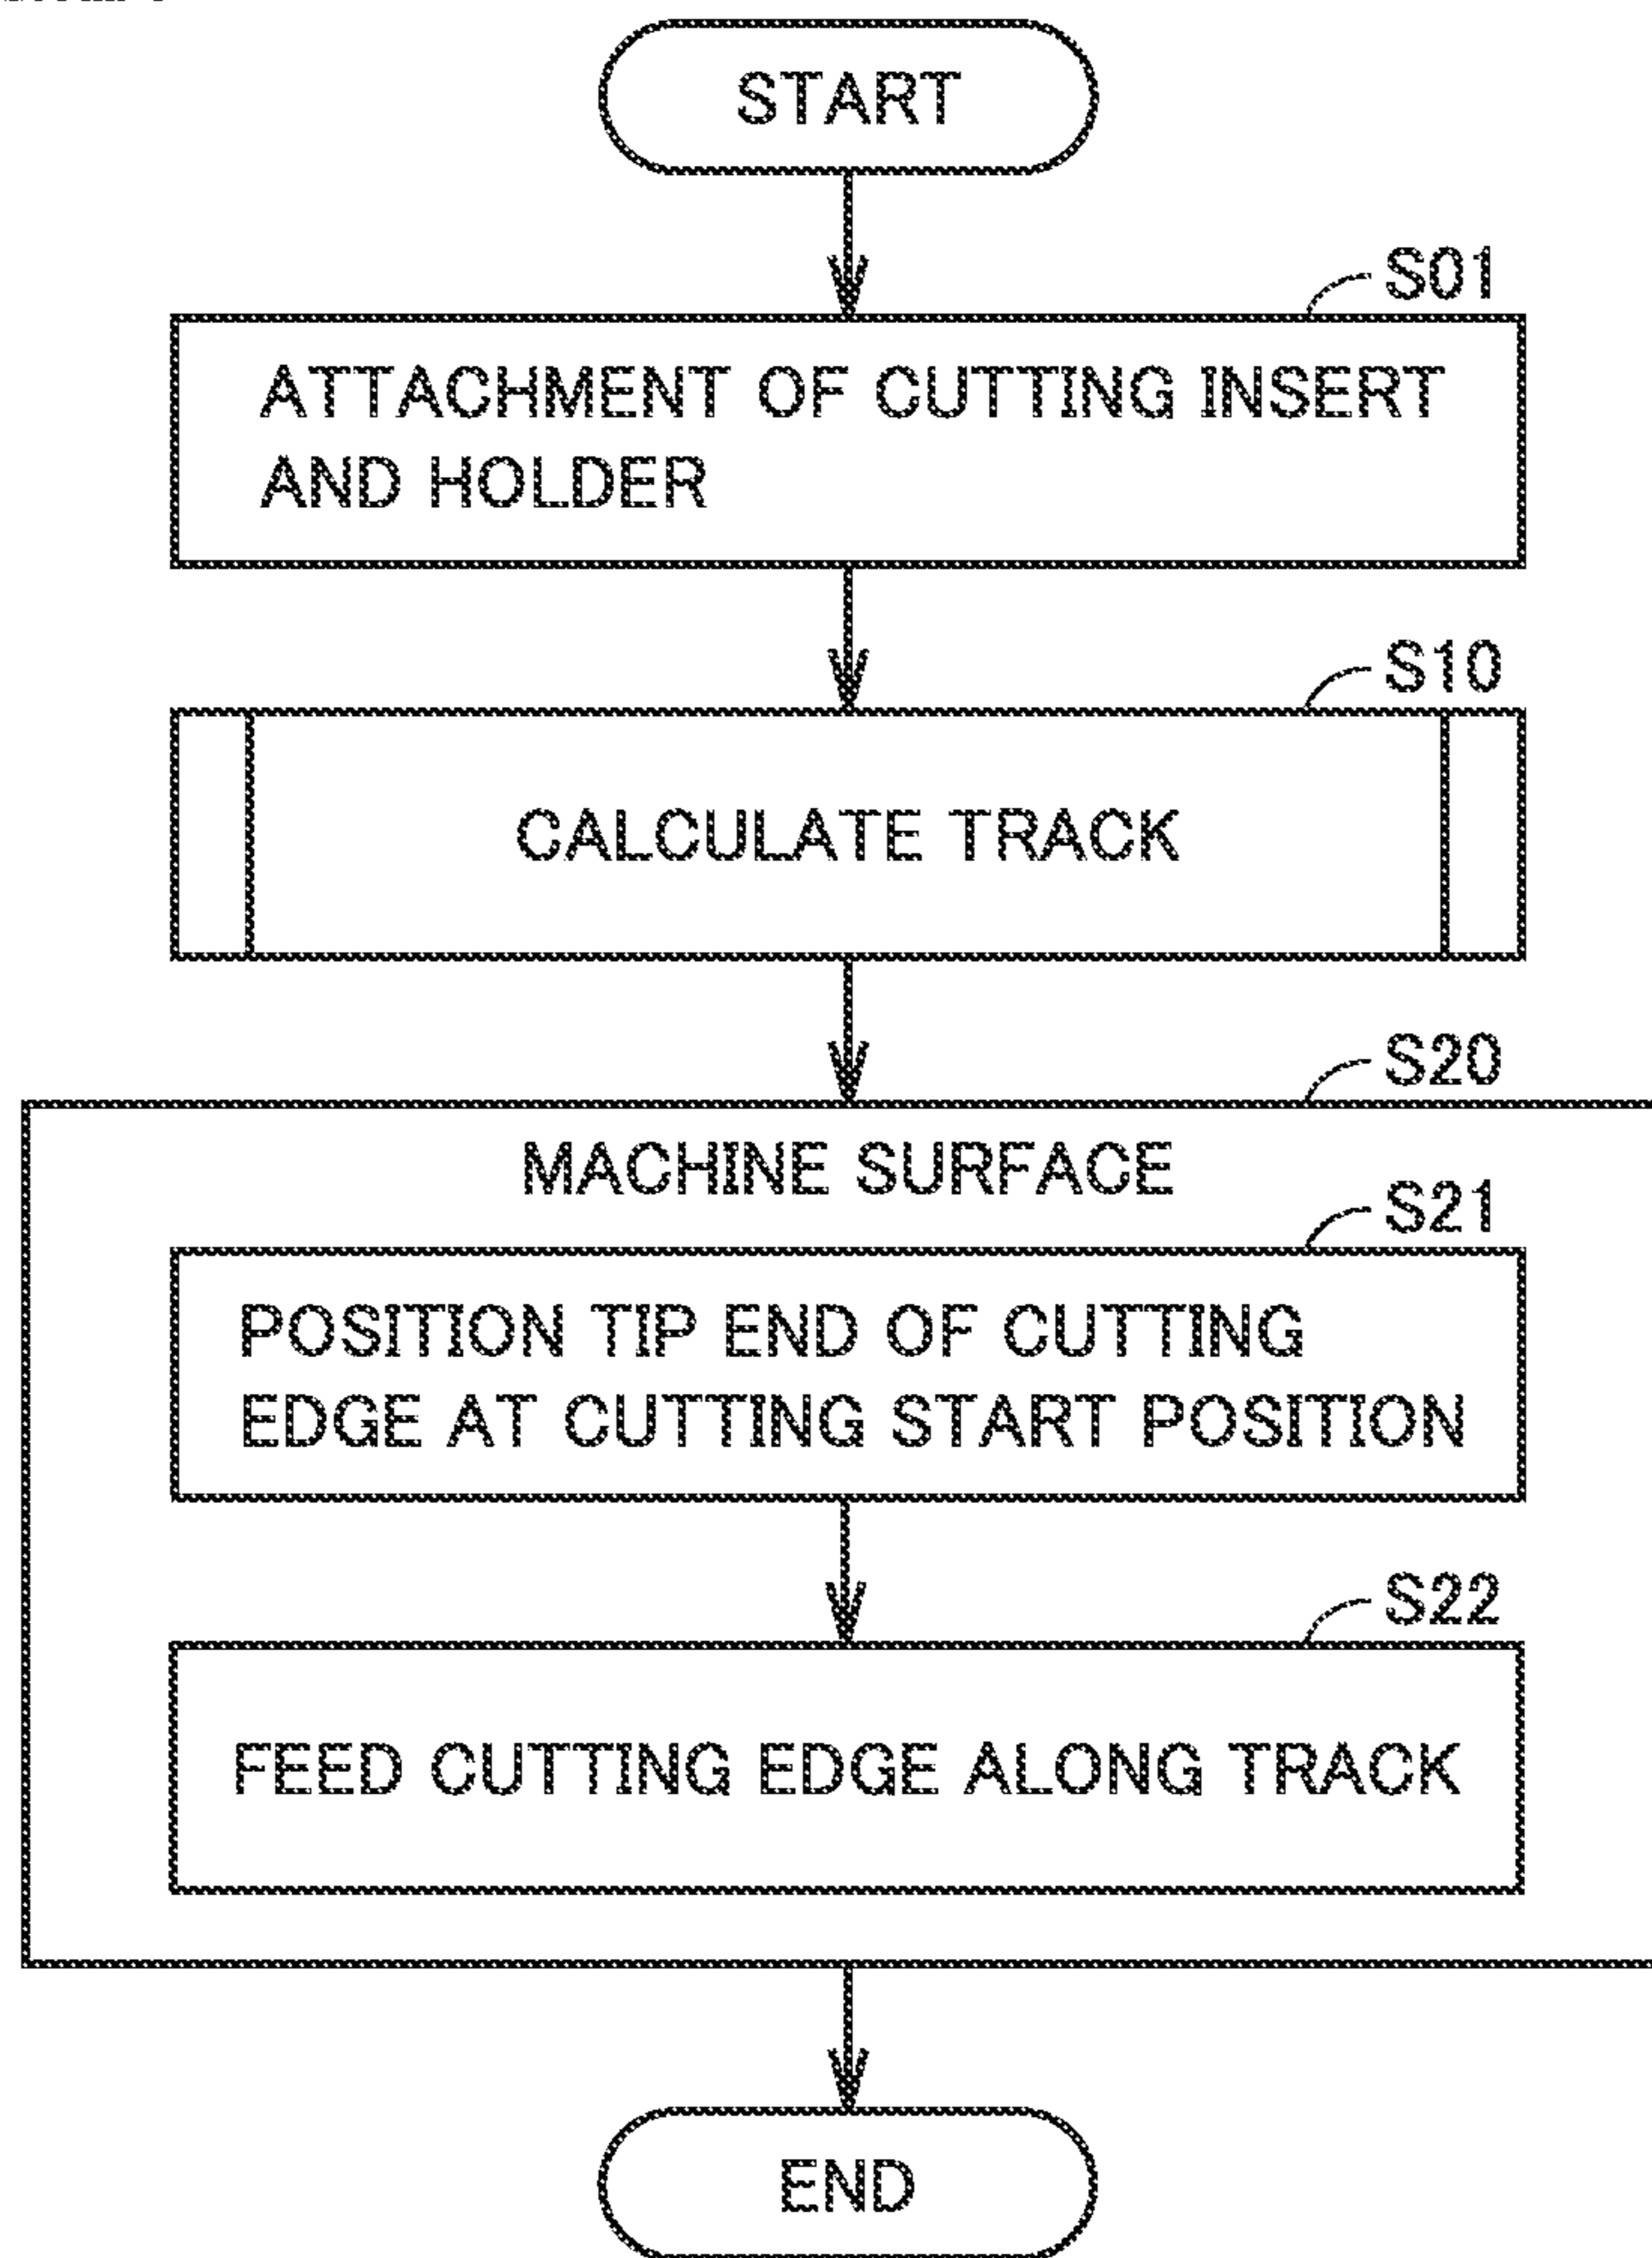 START
S01
ATTACHMENT OF CUTTING INSERT
AND HOLDER
S10
CALCULATE TRACK
S20
MACHINE SURFACE
S21
POSITION TIP END OF CUTTING
EDGE AT CUTTING START POSITION
S22
FEED CUTTING EDGE ALONG TRACK
END